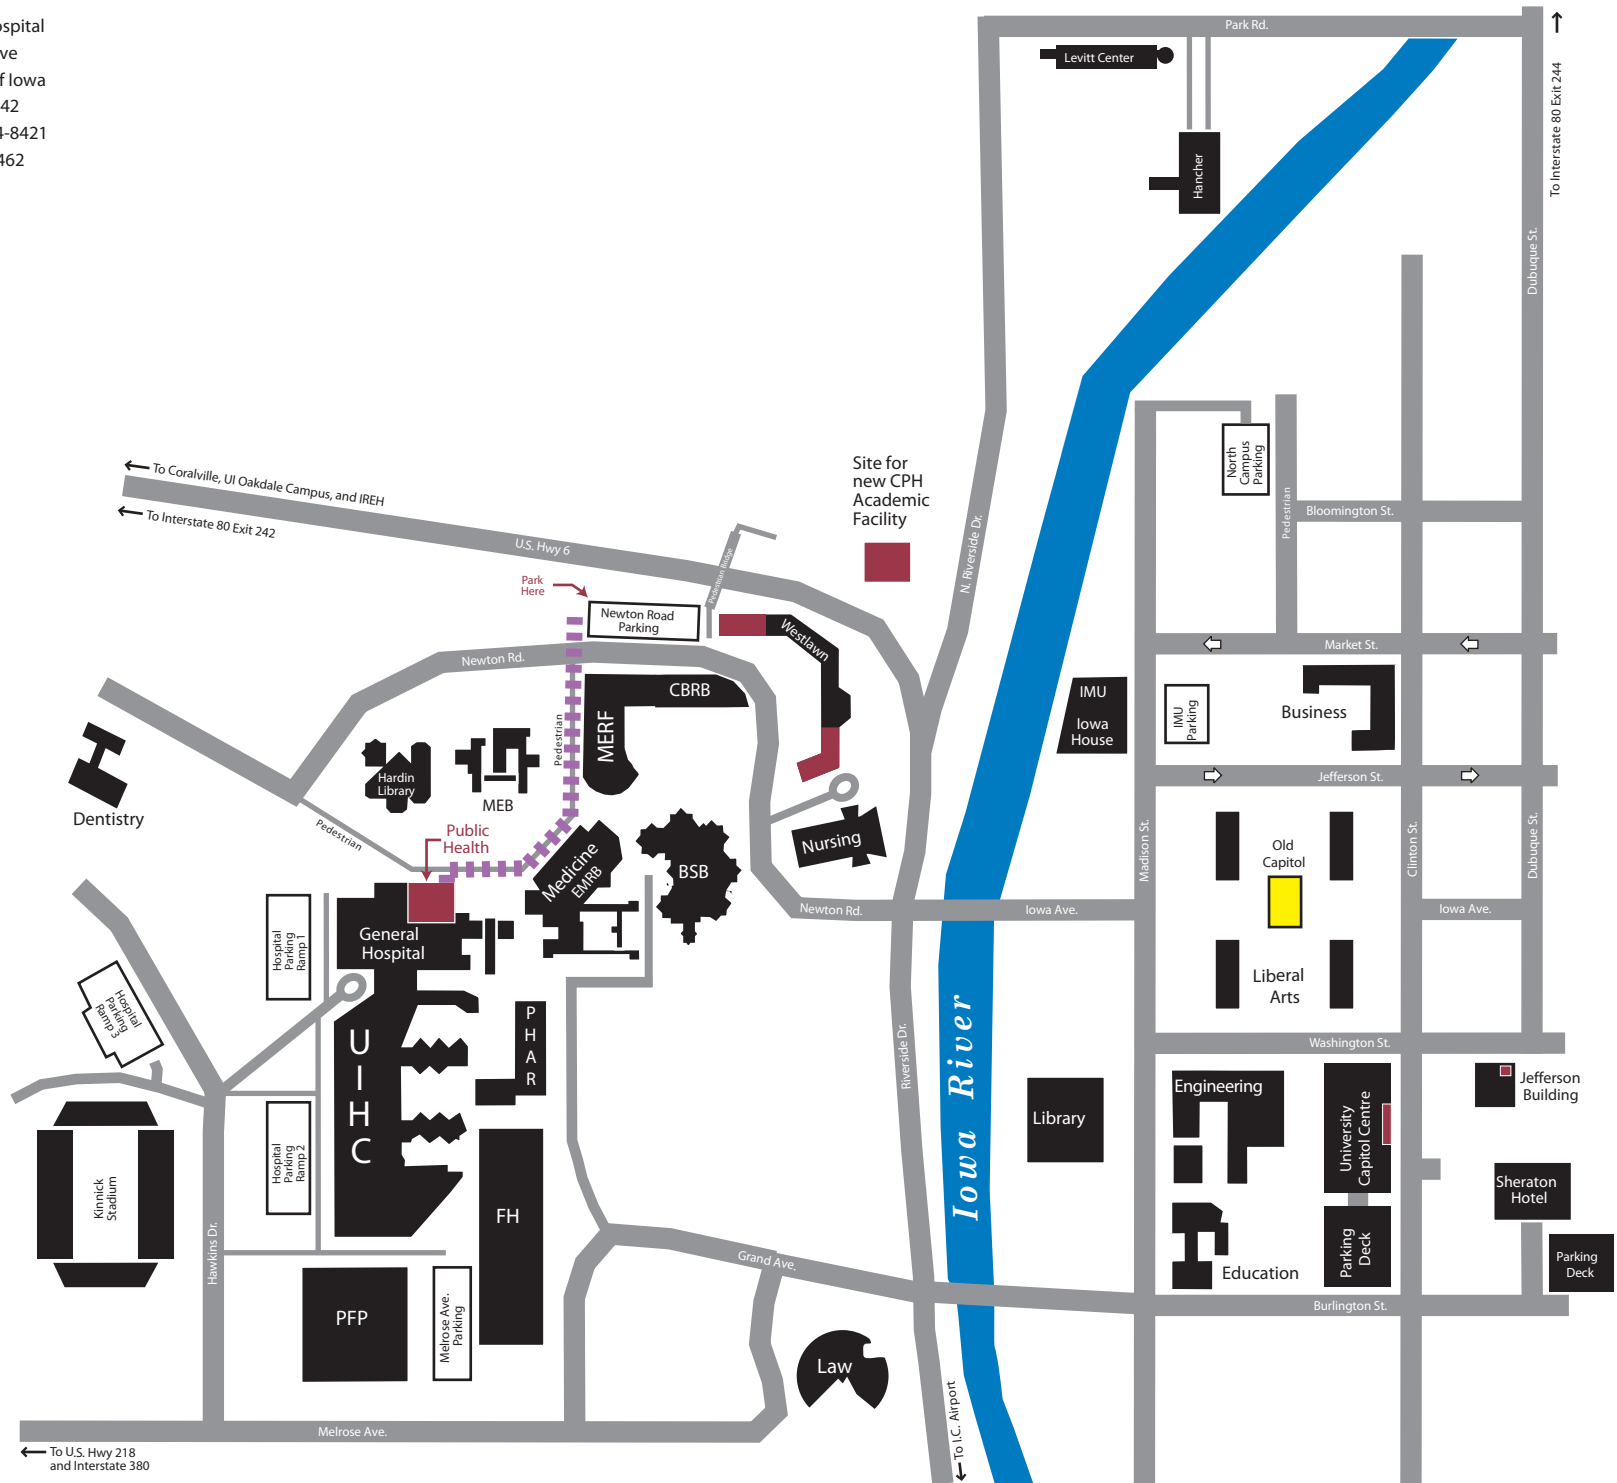 ospital
ve
f Iowa
42
4-8421
462
Park Rd.
Levitt Center
To Interstate 80 Exit 244
Hancher
Dubuque St.
To Coralville, UI Oakdale Campus, and IREH
To Interstate 80 Exit 242
U.S. Hwy 6
Site for
new CPH
Academic
Facility
N. Riverside Dr.
North
Campus
Parking
Pedestrian
Bloomington St.
Park
Here
Pedestrian Bridge
Newton Road
Parking
Westlawn
Newton Rd.
Market St.
CBRB
MERF
Pedestrian
IMU
Iowa
House
IMU
Parking
Business
Hardin
Library
MEB
Jefferson St.
Dentistry
Pedestrian
Public
Health
Medicine
EMRB
BSB
Nursing
Madison St.
Old
Capitol
Clinton St.
Dubuque St.
Newton Rd.
Iowa Ave.
Iowa Ave.
Hospital
Parking
Ramp 1
General
Hospital
Liberal
Arts
Hospital
Parking
Ramp 3
UIHC
PHAR
Riverside Dr.
Iowa River
Washington St.
Library
Engineering
University
Capitol Centre
Jefferson
Building
Hospital
Parking
Ramp 2
Kinnick
Stadium
FH
Sheraton
Hotel
Hawkins Dr.
Grand Ave.
Education
Parking
Deck
Parking
Deck
PFP
Melrose Ave.
Parking
Burlington St.
Law
To I.C. Airport
Melrose Ave.
To U.S. Hwy 218
and Interstate 380